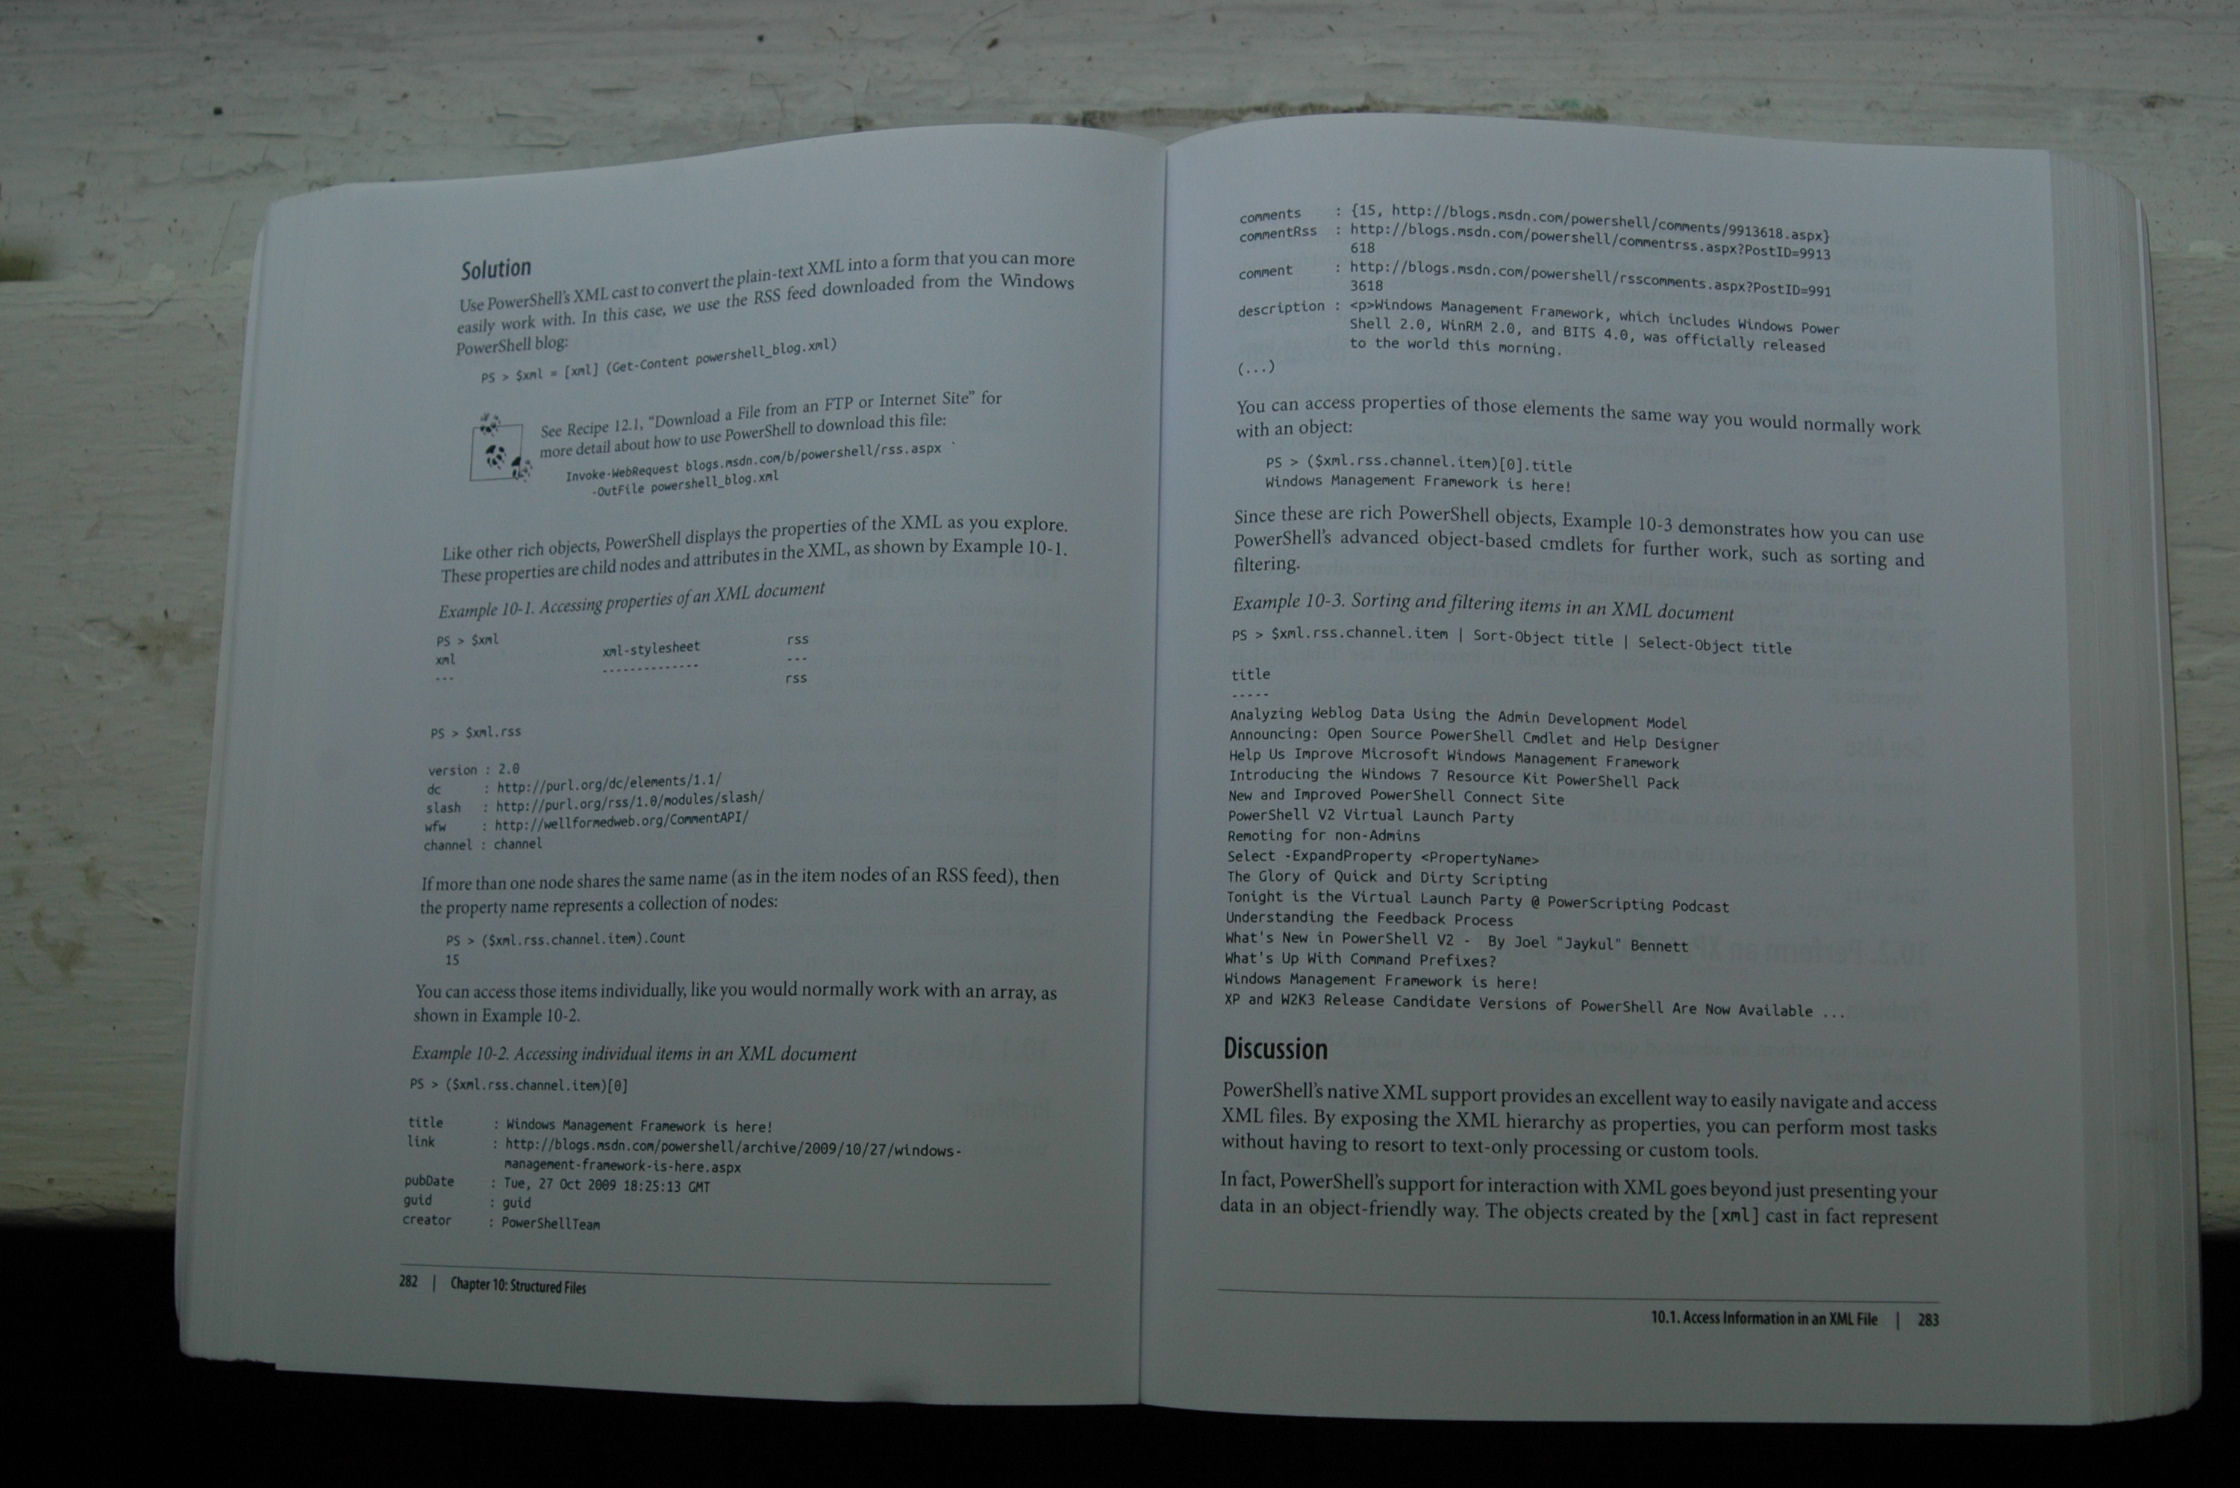 Solution
Use PowerShell's XML cast to convert the plain-text XML into a form that you can more
easily work with. In this case, we use the RSS feed downloaded from the Windows
PowerShell blog:
PS > $xml = [xml] (Get-Content powershell_blog.xml)
See Recipe 12.1, “Download a File from an FTP or Internet Site” for
more detail about how to use PowerShell to download this file:
Invoke-WebRequest blogs.msdn.com/b/powershell/rss.aspx `
-OutFile powershell_blog.xml
Like other rich objects, PowerShell displays the properties of the XML as you explore.
These properties are child nodes and attributes in the XML, as shown by Example 10-1.
Example 10-1. Accessing properties of an XML document
PS > $xml
xml xml-stylesheet rss
--- -------------- ---
rss
PS > $xml.rss
version : 2.0
dc : http://purl.org/dc/elements/1.1/
slash : http://purl.org/rss/1.0/modules/slash/
wfw : http://wellformedweb.org/CommentAPI/
channel : channel
If more than one node shares the same name (as in the item nodes of an RSS feed), then
the property name represents a collection of nodes:
PS > ($xml.rss.channel.item).Count
15
You can access those items individually, like you would normally work with an array, as
shown in Example 10-2.
Example 10-2. Accessing individual items in an XML document
PS > ($xml.rss.channel.item)[0]
title : Windows Management Framework is here!
link : http://blogs.msdn.com/powershell/archive/2009/10/27/windows-
management-framework-is-here.aspx
pubDate : Tue, 27 Oct 2009 18:25:13 GMT
guid : guid
creator : PowerShellTeam
282 | Chapter 10: Structured Files
comments : {15, http://blogs.msdn.com/powershell/comments/9913618.aspx}
commentRss : http://blogs.msdn.com/powershell/commentrss.aspx?PostID=9913
618
comment : http://blogs.msdn.com/powershell/rsscomments.aspx?PostID=991
3618
description : <p>Windows Management Framework, which includes Windows Power
Shell 2.0, WinRM 2.0, and BITS 4.0, was officially released
to the world this morning.
(...)
You can access properties of those elements the same way you would normally work
with an object:
PS > ($xml.rss.channel.item)[0].title
Windows Management Framework is here!
Since these are rich PowerShell objects, Example 10-3 demonstrates how you can use
PowerShell's advanced object-based cmdlets for further work, such as sorting and
filtering.
Example 10-3. Sorting and filtering items in an XML document
PS > $xml.rss.channel.item | Sort-Object title | Select-Object title
title
-----
Analyzing Weblog Data Using the Admin Development Model
Announcing: Open Source PowerShell Cmdlet and Help Designer
Help Us Improve Microsoft Windows Management Framework
Introducing the Windows 7 Resource Kit PowerShell Pack
New and Improved PowerShell Connect Site
PowerShell V2 Virtual Launch Party
Remoting for non-Admins
Select -ExpandProperty <PropertyName>
The Glory of Quick and Dirty Scripting
Tonight is the Virtual Launch Party @ PowerScripting Podcast
Understanding the Feedback Process
What's New in PowerShell V2 - By Joel "Jaykul" Bennett
What's Up With Command Prefixes?
Windows Management Framework is here!
XP and W2K3 Release Candidate Versions of PowerShell Are Now Available ...
Discussion
PowerShell's native XML support provides an excellent way to easily navigate and access
XML files. By exposing the XML hierarchy as properties, you can perform most tasks
without having to resort to text-only processing or custom tools.
In fact, PowerShell's support for interaction with XML goes beyond just presenting your
data in an object-friendly way. The objects created by the [xml] cast in fact represent
10.1. Access Information in an XML File | 283